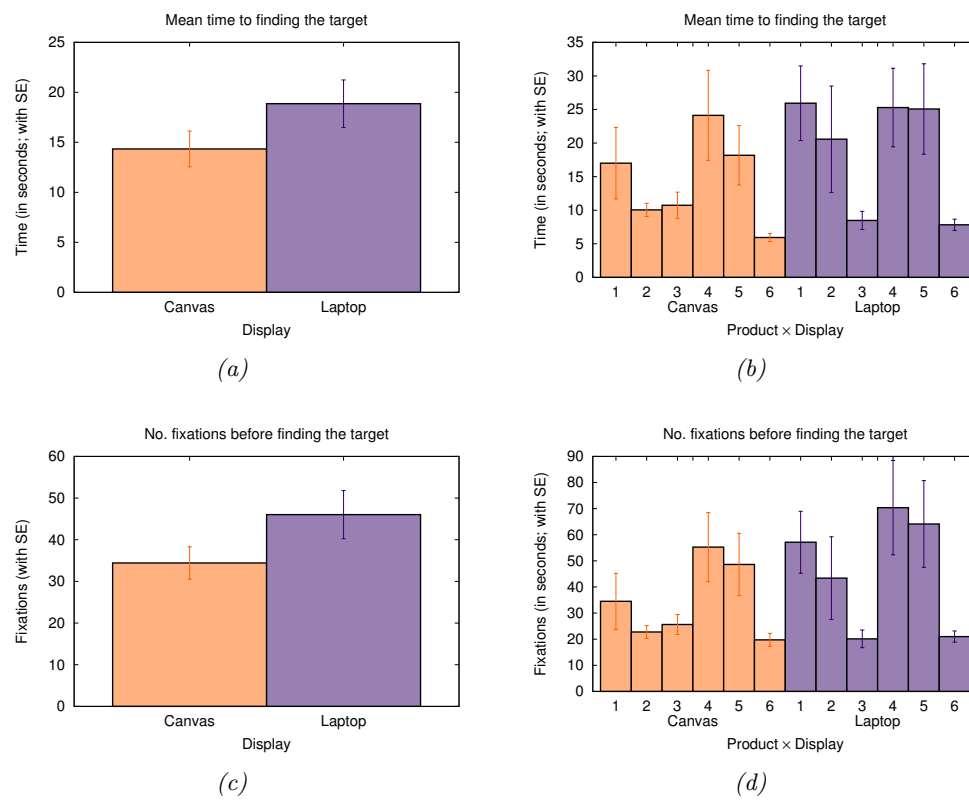 Mean time to finding the target
Time (in seconds; with SE)
25
20
15
10
5
0
Canvas Laptop
Display
(a)
Mean time to finding the target
Time (in seconds; with SE)
35
30
25
20
15
10
5
0
1 2 3 4 5 6 1 2 3 4 5 6
Canvas Laptop
Product × Display
(b)
No. fixations before finding the target
Fixations (with SE)
60
50
40
30
20
10
0
Canvas Laptop
Display
(c)
No. fixations before finding the target
Fixations (in seconds; with SE)
90
80
70
60
50
40
30
20
10
0
1 2 3 4 5 6 1 2 3 4 5 6
Canvas Laptop
Product × Display
(d)